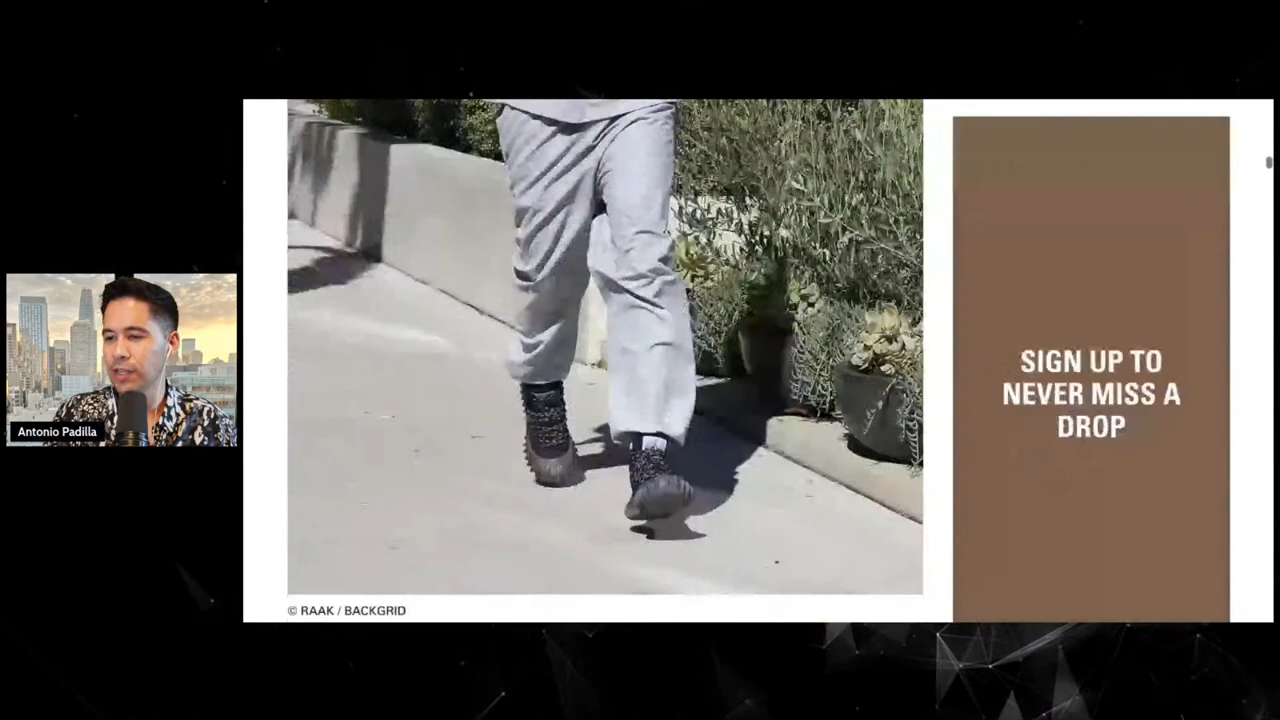 Antonio Padilla
SIGN UP TO
NEVER MISS A
DROP
© RAAK / BACKGRID